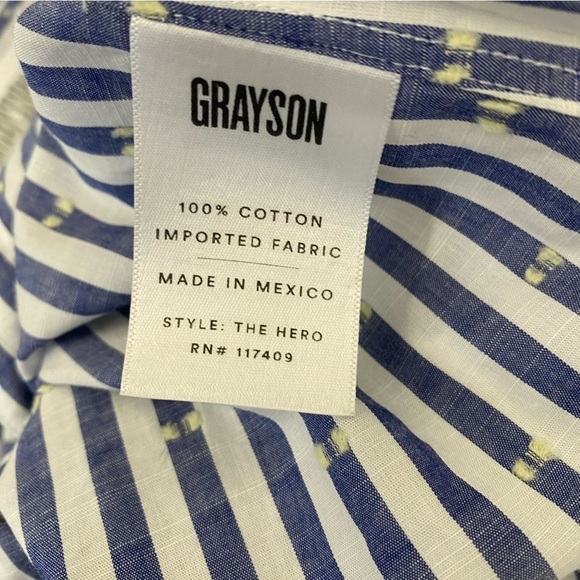 GRAYSON
100% COTTON
IMPORTED FABRIC
MADE IN MEXICO
STYLE: THE HERO
RN# 117409